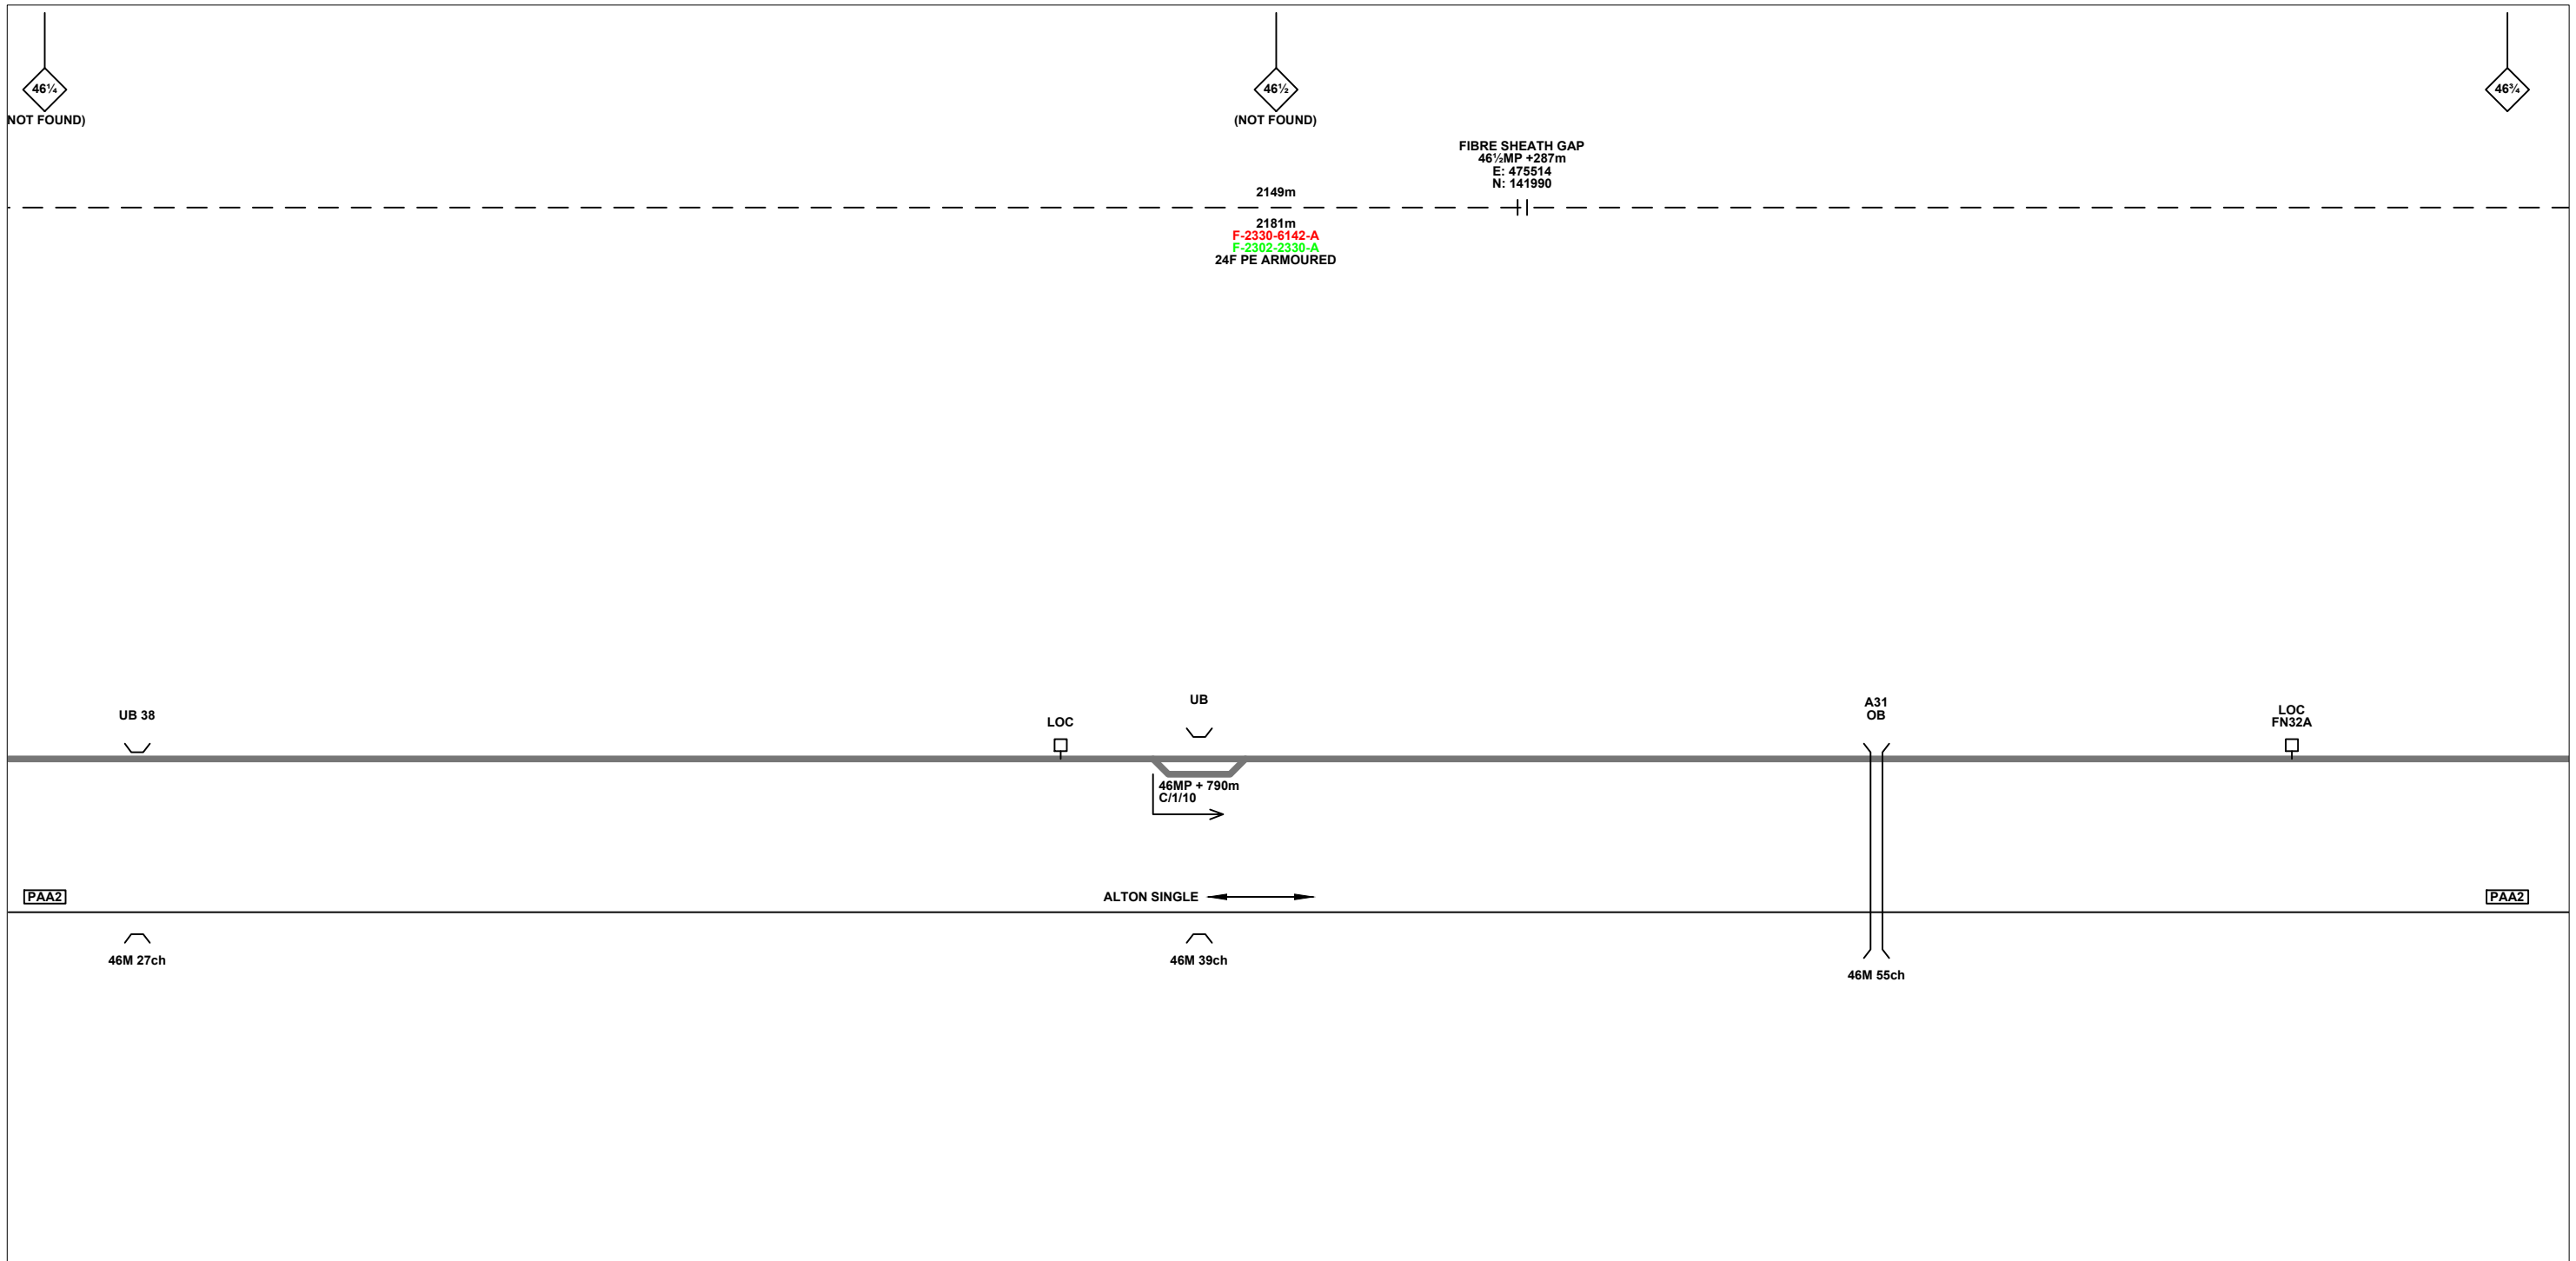 46¼
NOT FOUND)
46½
(NOT FOUND)
46¾
FIBRE SHEATH GAP
46½MP +287m
E: 475514
N: 141990
2149m
2181m
F-2330-6142-A
F-2302-2330-A
24F PE ARMOURED
UB 38
LOC
UB
A31
OB
LOC
FN32A
46MP + 790m
C/1/10
PAA2
ALTON SINGLE
PAA2
46M 27ch
46M 39ch
46M 55ch